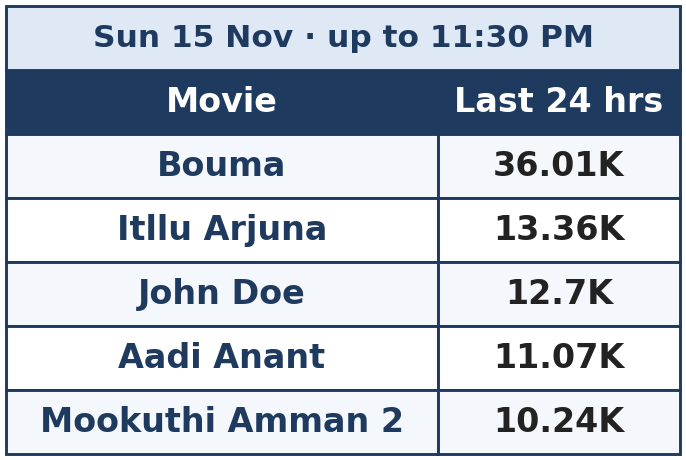 Sun 15 Nov · up to 11:30 PM
Movie Last 24 hrs
Bouma 36.01K
Itllu Arjuna 13.36K
John Doe 12.7K
Aadi Anant 11.07K
Mookuthi Amman 2 10.24K